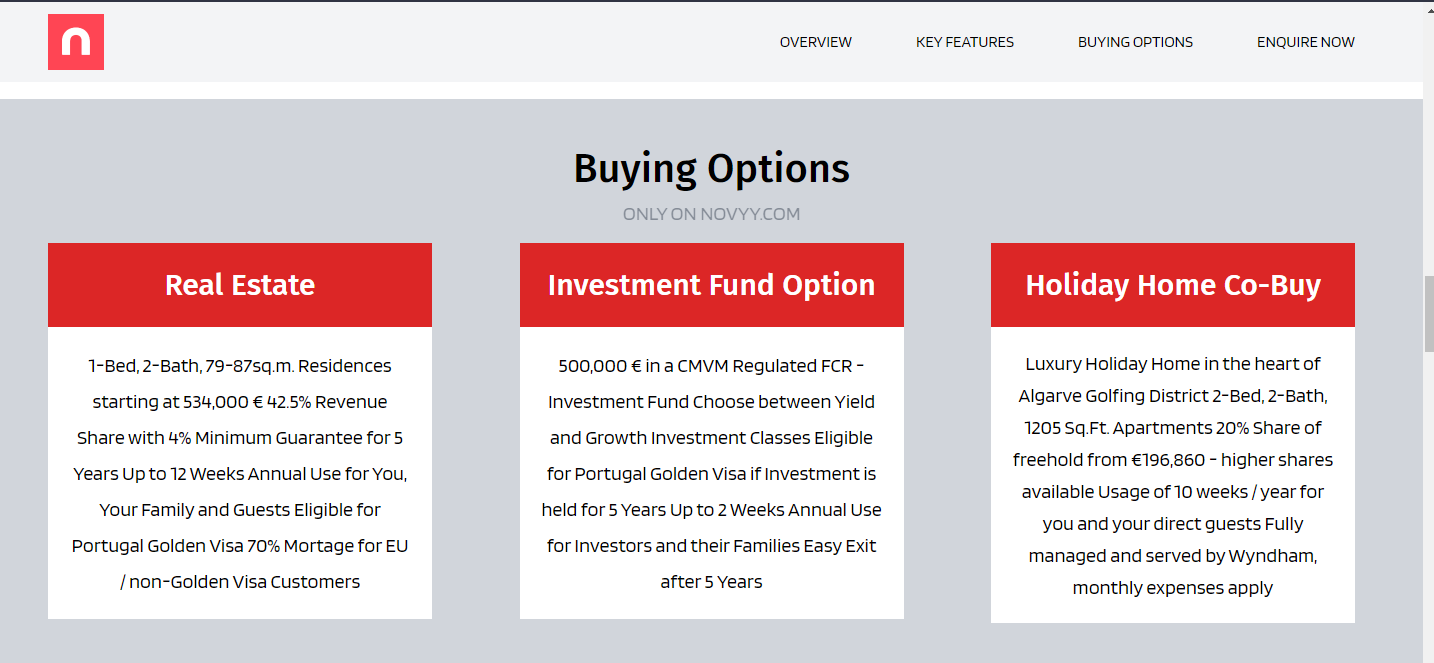 n
OVERVIEW
KEY FEATURES
BUYING OPTIONS
ENQUIRE NOW
Buying Options
ONLY ON NOVYY.COM
Real Estate
1-Bed, 2-Bath, 79-87sq.m. Residences
starting at 534,000 € 42.5% Revenue
Share with 4% Minimum Guarantee for 5
Years Up to 12 Weeks Annual Use for You,
Your Family and Guests Eligible for
Portugal Golden Visa 70% Mortage for EU
/ non-Golden Visa Customers
Investment Fund Option
500,000 € in a CMVM Regulated FCR -
Investment Fund Choose between Yield
and Growth Investment Classes Eligible
for Portugal Golden Visa if Investment is
held for 5 Years Up to 2 Weeks Annual Use
for Investors and their Families Easy Exit
after 5 Years
Holiday Home Co-Buy
Luxury Holiday Home in the heart of
Algarve Golfing District 2-Bed, 2-Bath,
1205 Sq.Ft. Apartments 20% Share of
freehold from €196,860 - higher shares
available Usage of 10 weeks / year for
you and your direct guests Fully
managed and served by Wyndham,
monthly expenses apply